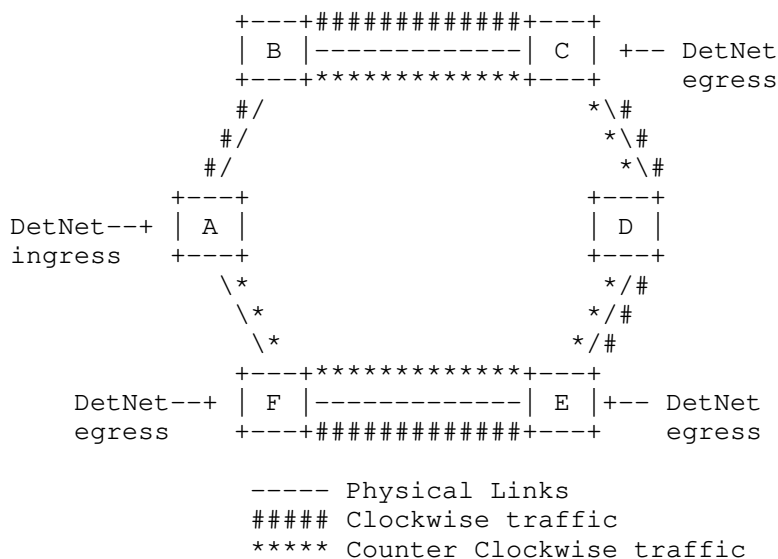 +---+#############+---+
         | B |-------------| C | +-- DetNet
         +---+*************+---+     egress
         #/                   *\#
        #/                     *\#
       #/                       *\#
     +---+                   +---+
DetNet--+ | A |                   | D |
ingress  +---+                   +---+
       \*                       */#
        \*                     */#
         \*                   */#
         +---+*************+---+
DetNet--+ | F |-------------| E |+-- DetNet
egress   +---+#############+---+    egress
----- Physical Links
##### Clockwise traffic
***** Counter Clockwise traffic